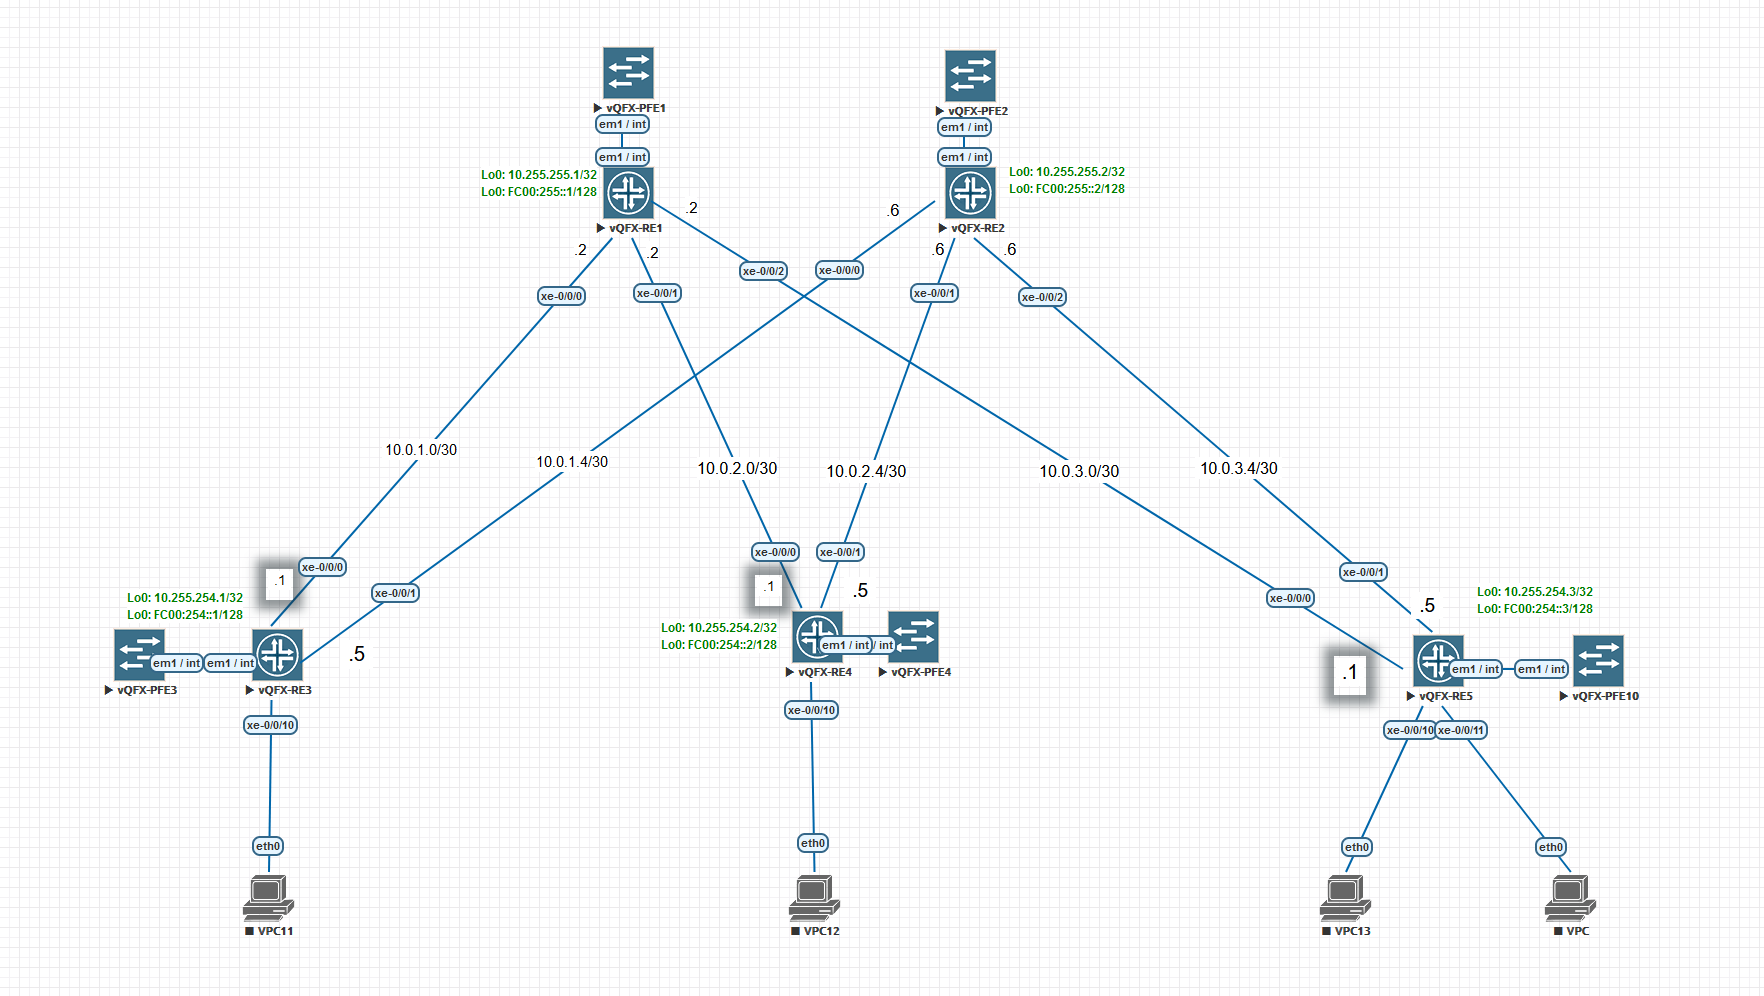 vQFX-PFE1
em1 / int
em1 / int
Lo0: 10.255.255.1/32
Lo0: FC00:255::1/128
vQFX-RE1
vQFX-PFE2
em1 / int
em1 / int
Lo0: 10.255.255.2/32
Lo0: FC00:255::2/128
vQFX-RE2
.2
.2
.2
.6
.6
.6
xe-0/0/0
xe-0/0/1
xe-0/0/2
xe-0/0/0
xe-0/0/1
xe-0/0/2
10.0.1.0/30
10.0.1.4/30
10.0.2.0/30
10.0.2.4/30
10.0.3.0/30
10.0.3.4/30
xe-0/0/0
.1
xe-0/0/1
.5
Lo0: 10.255.254.1/32
Lo0: FC00:254::1/128
em1 / int
em1 / int
vQFX-PFE3
vQFX-RE3
xe-0/0/10
eth0
VPC11
xe-0/0/0
xe-0/0/1
.1
.5
Lo0: 10.255.254.2/32
Lo0: FC00:254::2/128
em1 / int
/ int
vQFX-RE4
vQFX-PFE4
xe-0/0/10
eth0
VPC12
xe-0/0/1
xe-0/0/0
.5
.1
Lo0: 10.255.254.3/32
Lo0: FC00:254::3/128
em1 / int
em1 / int
vQFX-RE5
vQFX-PFE10
xe-0/0/10
xe-0/0/11
eth0
eth0
VPC13
VPC